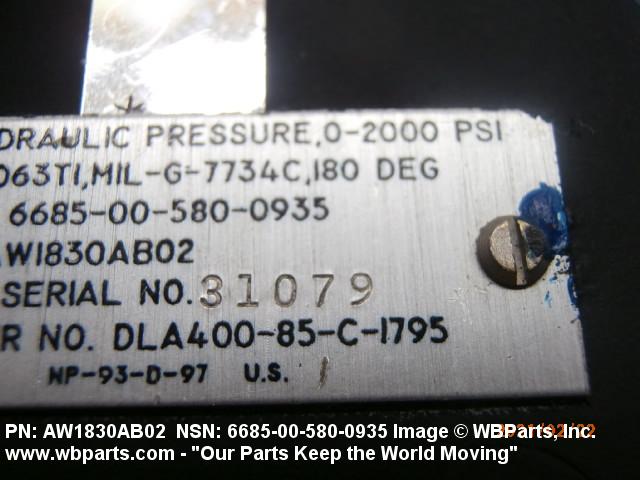 DRAULIC PRESSURE, 0-2000 PSI
063T1, MIL-G-7734C, 180 DEG
6685-00-580-0935
AW1830AB02
SERIAL NO. 31079
R NO. DLA400-85-C-1795
NP-93-D-97 U.S.
PN: AW1830AB02 NSN: 6685-00-580-0935 Image © WBParts, Inc.
www.wbparts.com - "Our Parts Keep the World Moving"